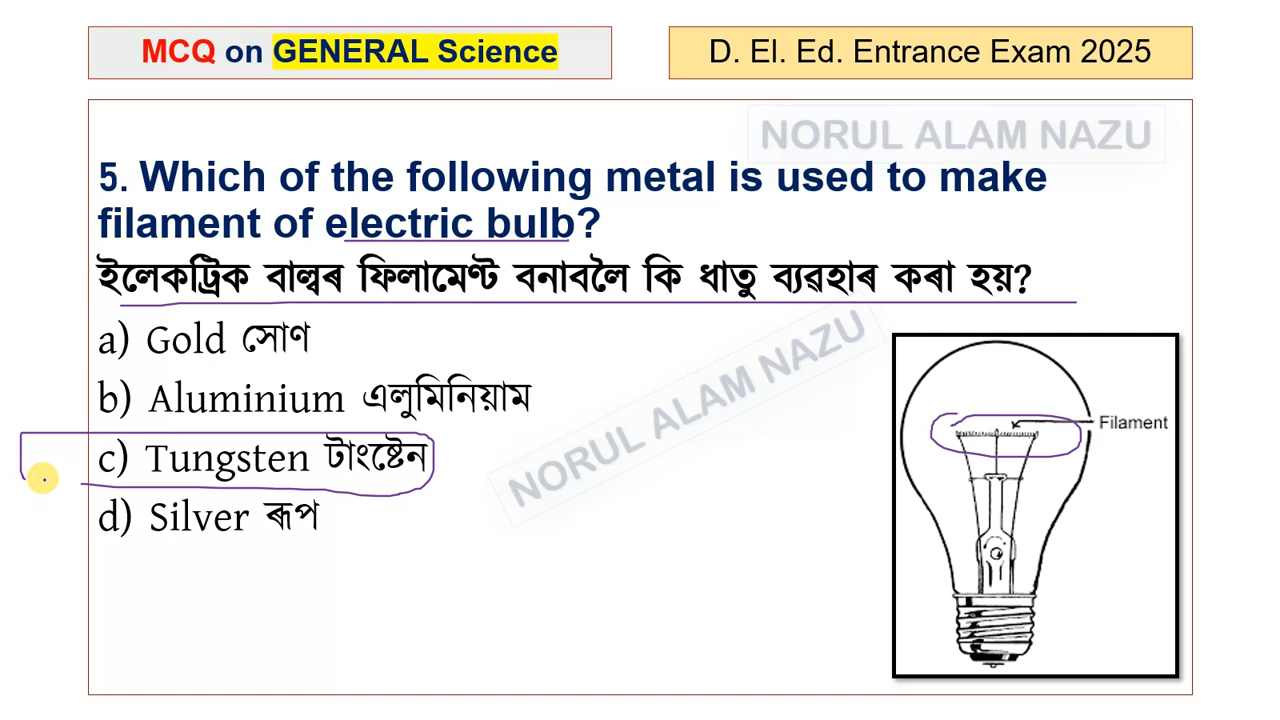 MCQ on GENERAL Science
D. El. Ed. Entrance Exam 2025
NORUL ALAM NAZU
5. Which of the following metal is used to make
filament of electric bulb?
ইলেকট্ৰিক বাল্বৰ ফিলামেণ্ট বনাবলৈ কি ধাতু ব্যৱহাৰ কৰা হয়?
a) Gold সোণ
b) Aluminium এলুমিনিয়াম
c) Tungsten টাংষ্টেন
d) Silver ৰূপ
NORUL ALAM NAZU
Filament